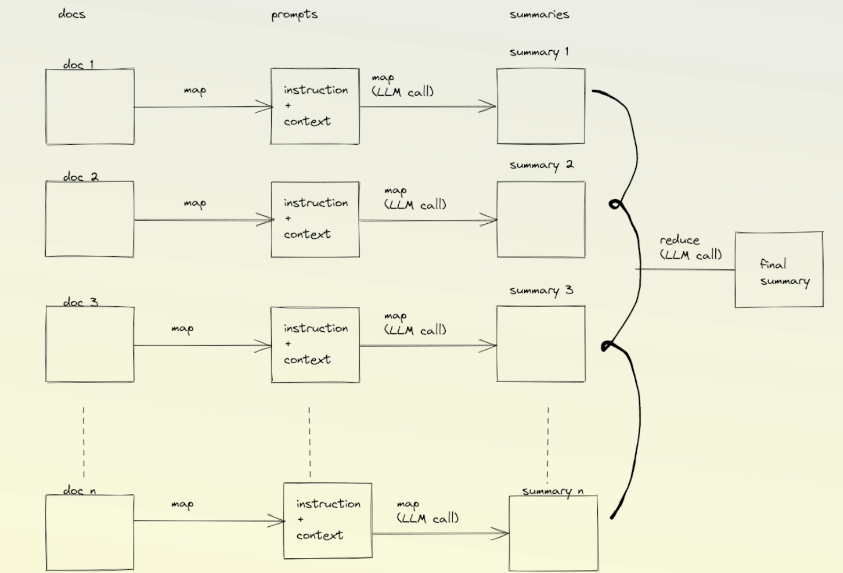 docs
prompts
summaries
doc 1
map
instruction
+
context
map
(LLM call)
summary 1
doc 2
map
instruction
+
context
map
(LLM call)
summary 2
doc 3
map
instruction
+
context
map
(LLM call)
summary 3
doc n
map
instruction
+
context
map
(LLM call)
summary n
reduce
(LLM call)
final
summary